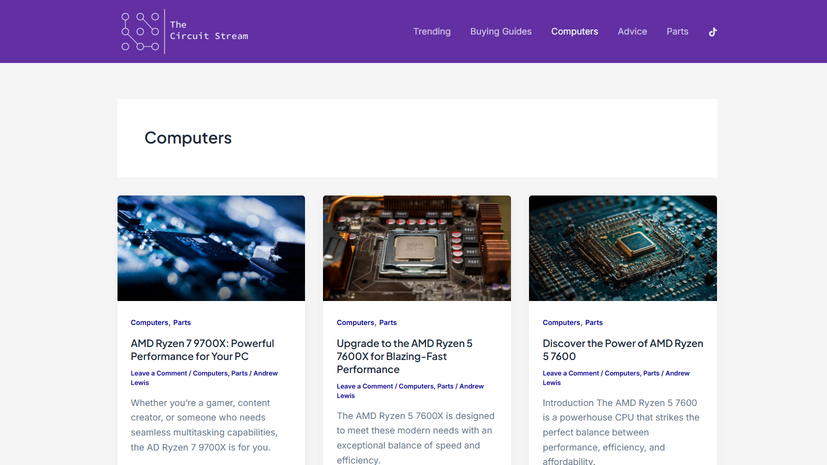 The
Circuit Stream
Trending
Buying Guides
Computers
Advice
Parts
Computers
Computers, Parts
AMD Ryzen 7 9700X: Powerful
Performance for Your PC
Leave a Comment / Computers, Parts / Andrew
Lewis
Whether you're a gamer, content
creator, or someone who needs
seamless multitasking capabilities,
the AD Ryzen 7 9700X is for you.
Computers, Parts
Upgrade to the AMD Ryzen 5
7600X for Blazing-Fast
Performance
Leave a Comment / Computers, Parts / Andrew
Lewis
The AMD Ryzen 5 7600X is designed
to meet these modern needs with an
exceptional balance of speed and
efficiency.
Computers, Parts
Discover the Power of AMD Ryzen
5 7600
Leave a Comment / Computers, Parts / Andrew
Lewis
Introduction The AMD Ryzen 5 7600
is a powerhouse CPU that strikes the
perfect balance between
performance, efficiency, and
affordability.